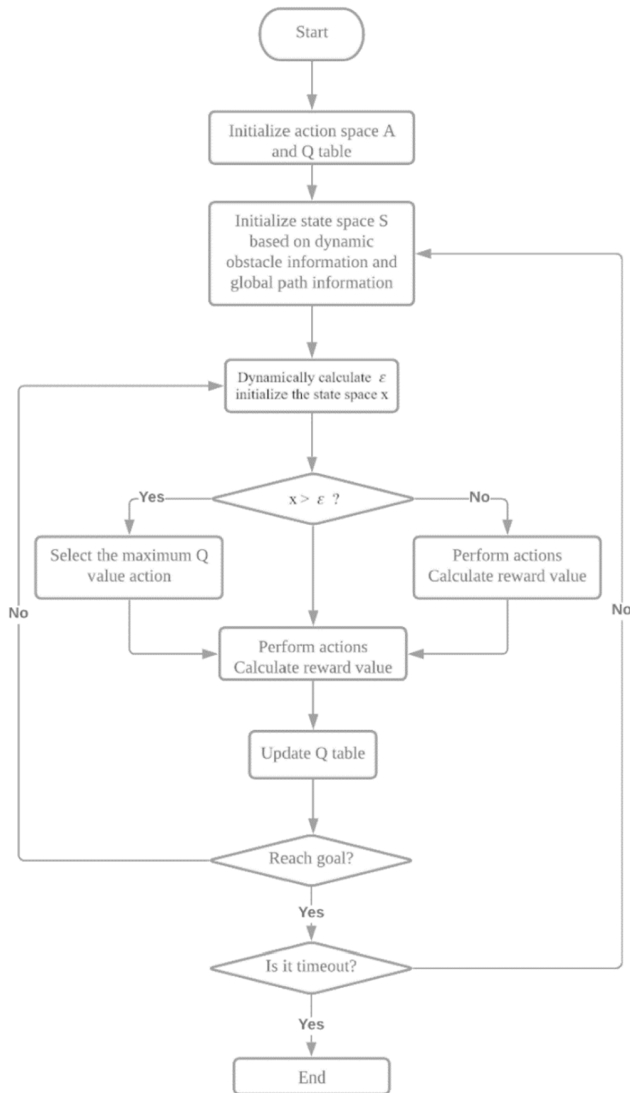 Start
Initialize action space A
and Q table
Initialize state space S
based on dynamic
obstacle information and
global path information
Dynamically calculate ε
initialize the state space x
x > ε ?
Yes
No
Select the maximum Q
value action
Perform actions
Calculate reward value
No
No
Perform actions
Calculate reward value
Update Q table
Reach goal?
Yes
Is it timeout?
Yes
End